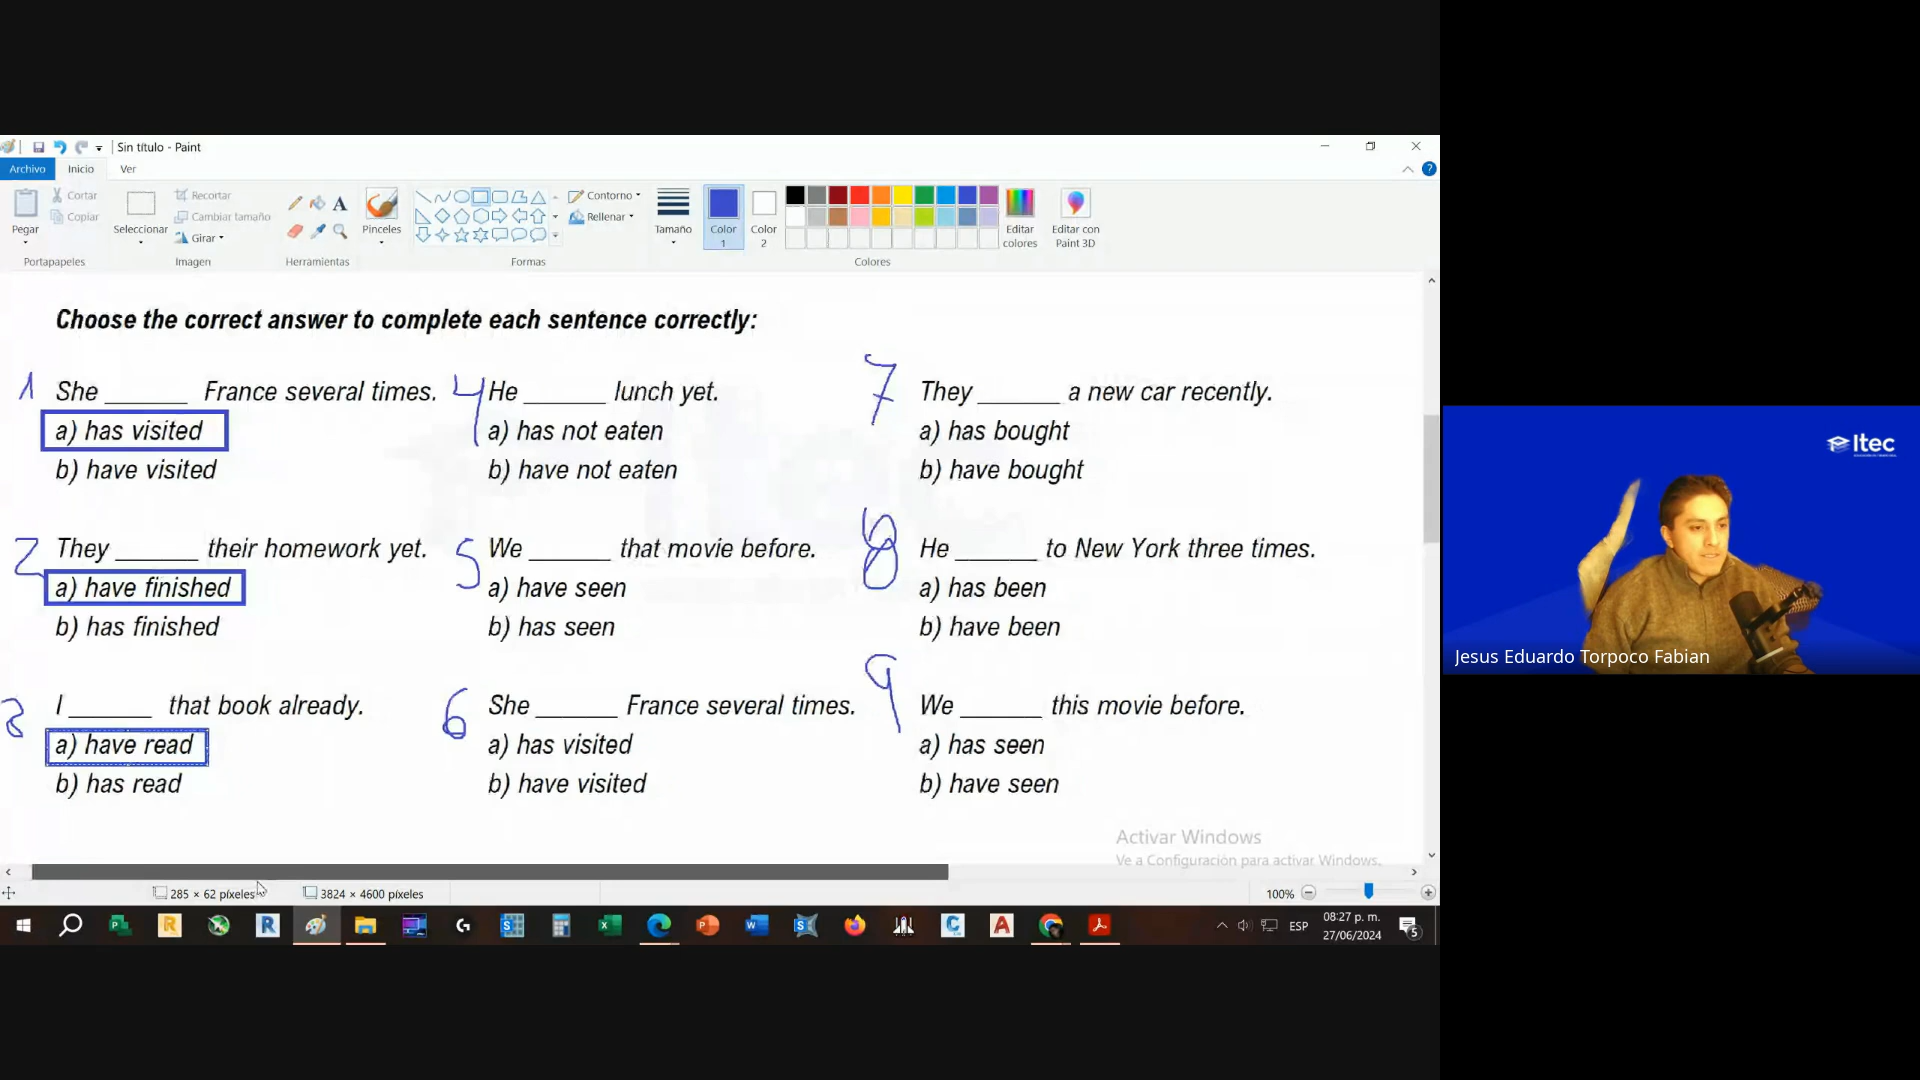 Sin título - Paint
Archivo
Inicio
Ver
Pegar
Cortar
Copiar
Portapapeles
Seleccionar
Recortar
Cambiar tamaño
Girar
Imagen
A
Herramientas
Pinceles
Contorno
Rellenar
Formas
Tamaño
Color
1
Color
2
Editar
colores
Editar con
Paint 3D
Colores
Choose the correct answer to complete each sentence correctly:
1 She ______ France several times.
a) has visited
b) have visited
2 They ______ their homework yet.
a) have finished
b) has finished
3 I ______ that book already.
a) have read
b) has read
4 He ______ lunch yet.
a) has not eaten
b) have not eaten
5 We ______ that movie before.
a) have seen
b) has seen
6 She ______ France several times.
a) has visited
b) have visited
7 They ______ a new car recently.
a) has bought
b) have bought
8 He ______ to New York three times.
a) has been
b) have been
9 We ______ this movie before.
a) has seen
b) have seen
Activar Windows
Ve a Configuración para activar Windows.
285 × 62 píxeles
3824 × 4600 píxeles
100%
ESP
08:27 p. m.
27/06/2024
5
Itec
Jesus Eduardo Torpoco Fabian